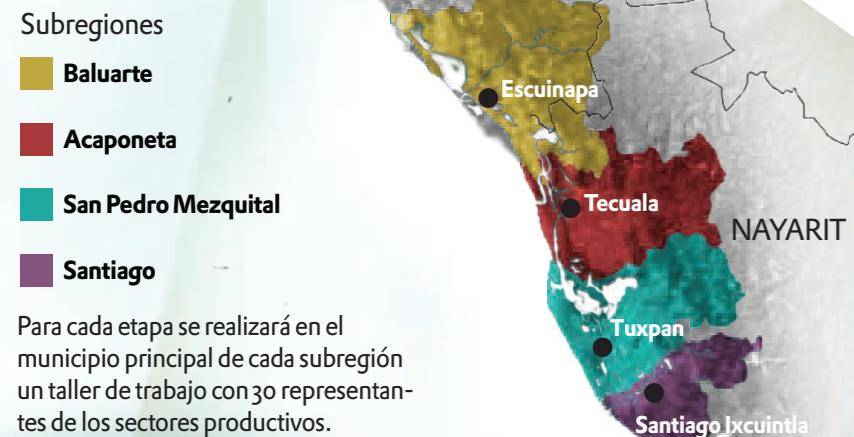 Subregiones
Baluarte
Acaponeta
San Pedro Mezquital
Santiago
Para cada etapa se realizará en el
municipio principal de cada subregión
un taller de trabajo con 30 representan-
tes de los sectores productivos.
Escuinapa
Tecuala
NAYARIT
Tuxpan
Santiago Ixcuintla